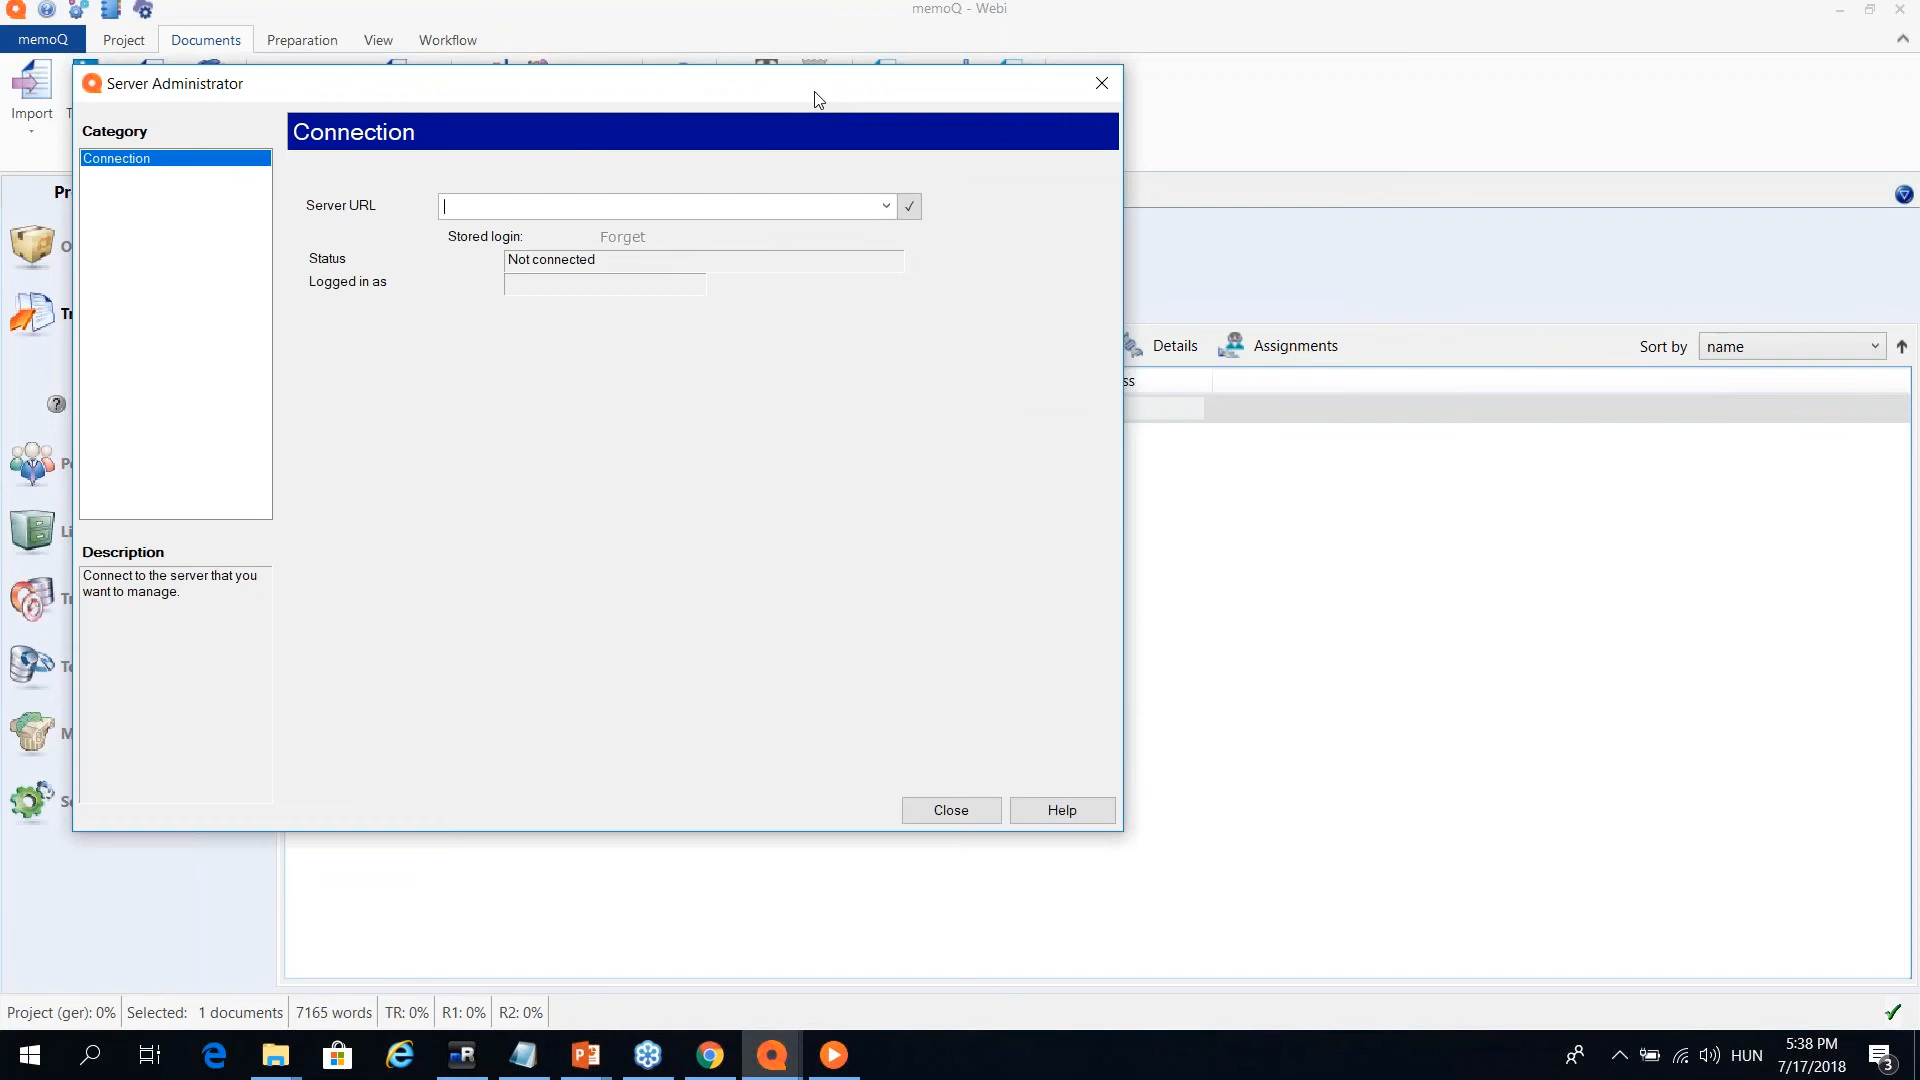 memoQ - Webi
memoQ Project Documents Preparation View Workflow
Import
Server Administrator
Category
Connection
Connection
Server URL
✓
Stored login: Forget
Status Not connected
Logged in as
Details Assignments Sort by name
Description
Connect to the server that you
want to manage.
Close Help
Project (ger): 0% Selected: 1 documents 7165 words TR: 0% R1: 0% R2: 0%
HUN
5:38 PM
7/17/2018
3